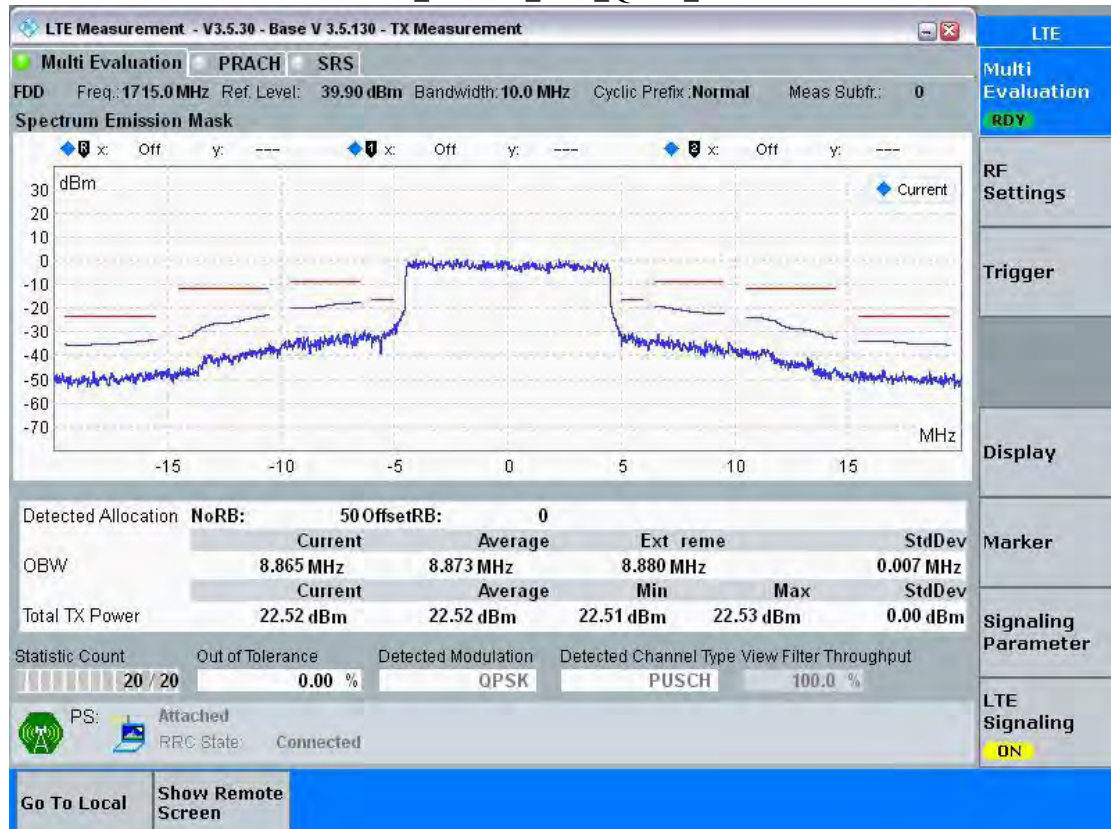 LTE Measurement - V3.5.30 - Base V 3.5.130 - TX Measurement
LTE
Multi Evaluation PRACH SRS
FDD Freq.:1715.0 MHz Ref. Level: 39.90 dBm Bandwidth:10.0 MHz Cyclic Prefix :Normal Meas Subfr.: 0
Spectrum Emission Mask
R x: Off y: --- 1 x: Off y: --- 2 x: Off y: ---
dBm
Current
30
20
10
0
-10
-20
-30
-40
-50
-60
-70
MHz
-15 -10 -5 0 5 10 15
Detected Allocation NoRB: 50 OffsetRB: 0
Current Average Ext reme StdDev
OBW 8.865 MHz 8.873 MHz 8.880 MHz 0.007 MHz
Current Average Min Max StdDev
Total TX Power 22.52 dBm 22.52 dBm 22.51 dBm 22.53 dBm 0.00 dBm
Statistic Count Out of Tolerance Detected Modulation Detected Channel Type View Filter Throughput
20 / 20 0.00 % QPSK PUSCH 100.0 %
PS: Attached
RRC State: Connected
Multi
Evaluation
RDY
RF
Settings
Trigger
Display
Marker
Signaling
Parameter
LTE
Signaling
ON
Go To Local
Show Remote
Screen